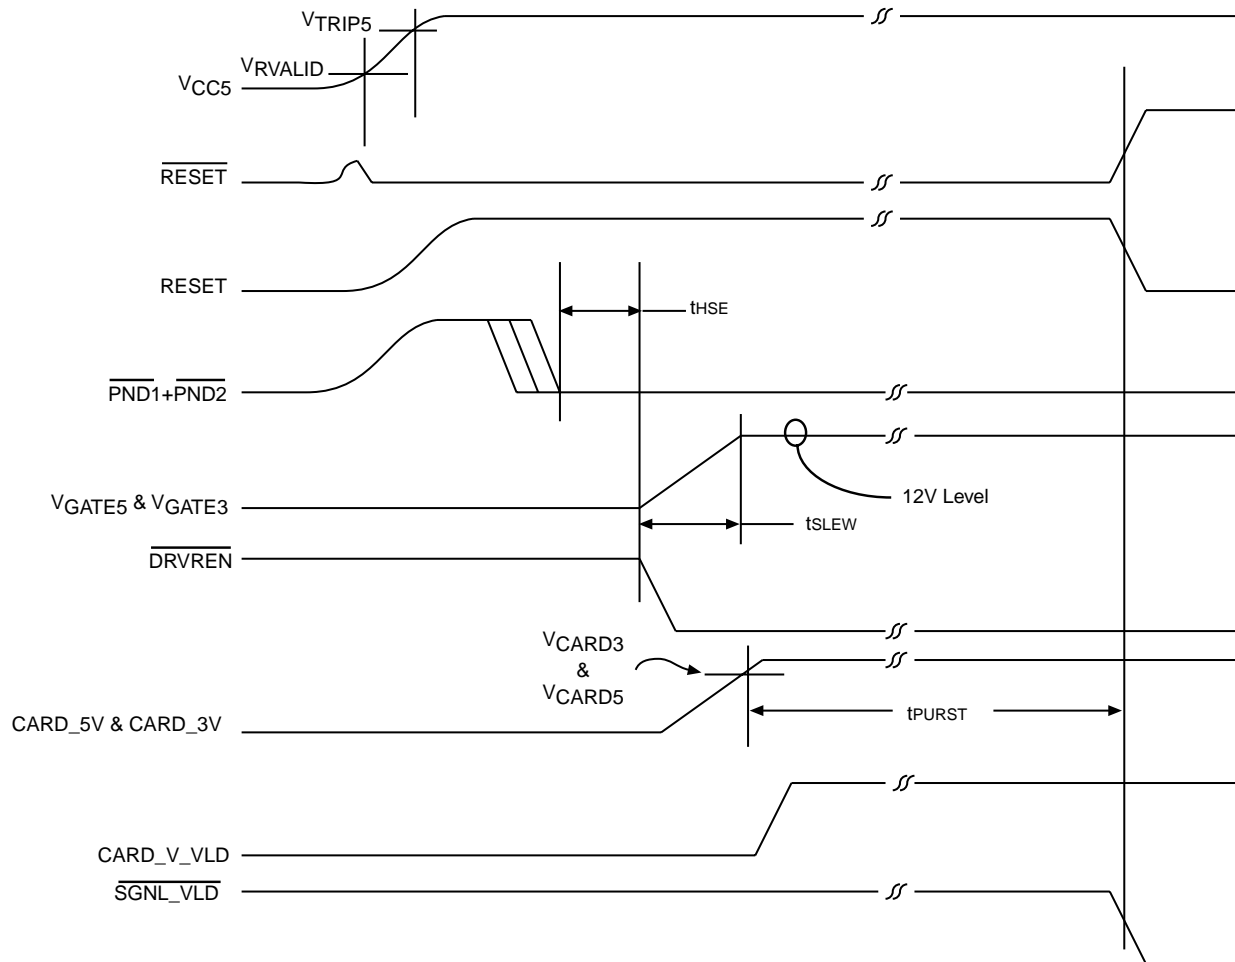 VTRIP5
VRVALID
VCC5
RESET
RESET
tHSE
PND1+PND2
VGATE5 & VGATE3
12V Level
tSLEW
DRVREN
VCARD3
&
VCARD5
CARD_5V & CARD_3V
tPURST
CARD_V_VLD
SGNL_VLD